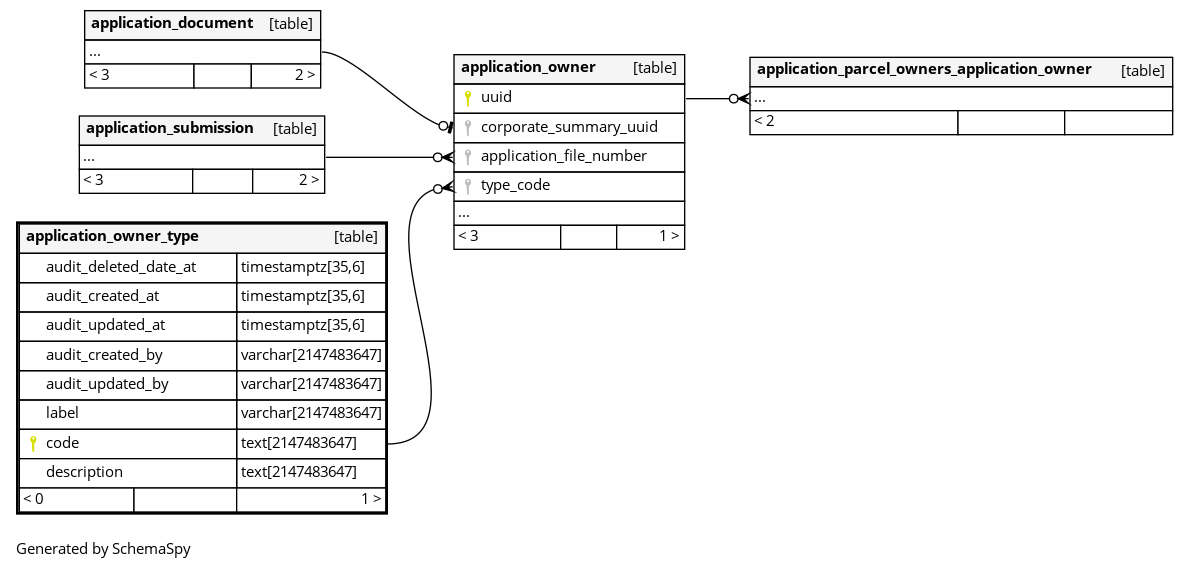 application_document [table]
...
< 3 2 >
application_submission [table]
...
< 3 2 >
application_owner_type [table]
audit_deleted_date_at timestamptz[35,6]
audit_created_at timestamptz[35,6]
audit_updated_at timestamptz[35,6]
audit_created_by varchar[2147483647]
audit_updated_by varchar[2147483647]
label varchar[2147483647]
code text[2147483647]
description text[2147483647]
< 0 1 >
application_owner [table]
uuid
corporate_summary_uuid
application_file_number
type_code
...
< 3 1 >
application_parcel_owners_application_owner [table]
...
< 2
Generated by SchemaSpy